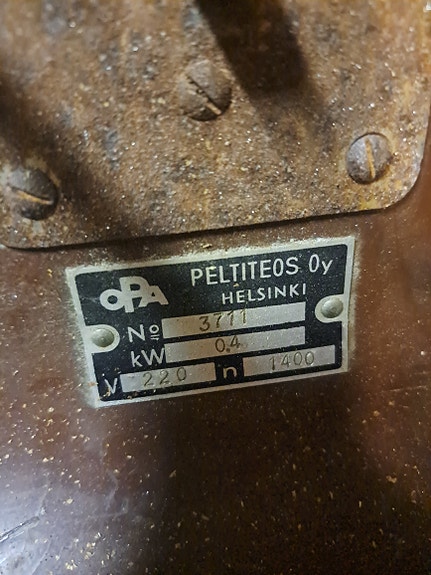 OPA PELTITEOS Oy
HELSINKI
No 3711
kW 0,4
V 220 n 1400